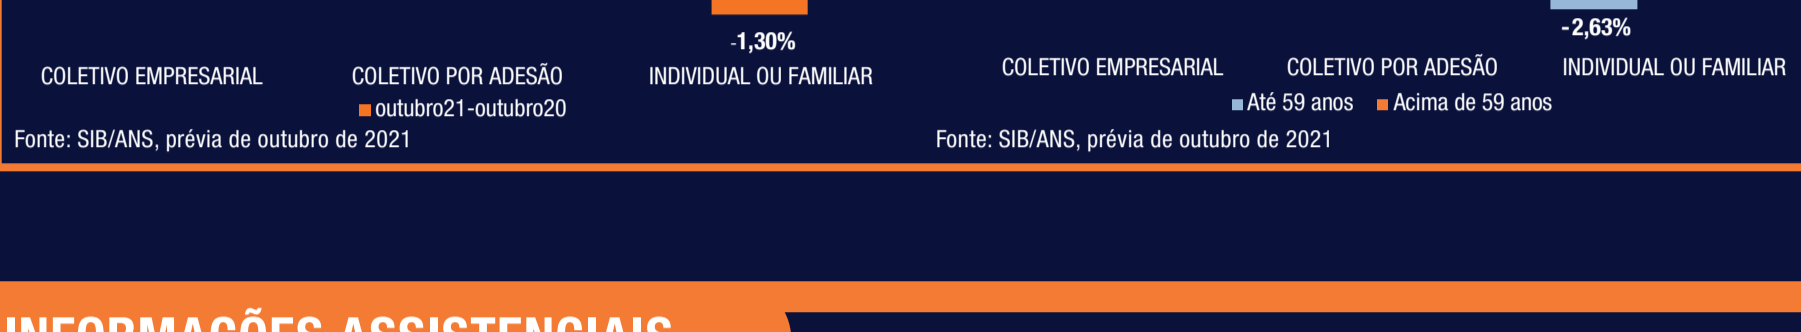 -1,30%
COLETIVO EMPRESARIAL COLETIVO POR ADESÃO INDIVIDUAL OU FAMILIAR
outubro21-outubro20
Fonte: SIB/ANS, prévia de outubro de 2021
-2,63%
COLETIVO EMPRESARIAL COLETIVO POR ADESÃO INDIVIDUAL OU FAMILIAR
Até 59 anos Acima de 59 anos
Fonte: SIB/ANS, prévia de outubro de 2021
INFORMAÇÕES ASSISTENCIAIS